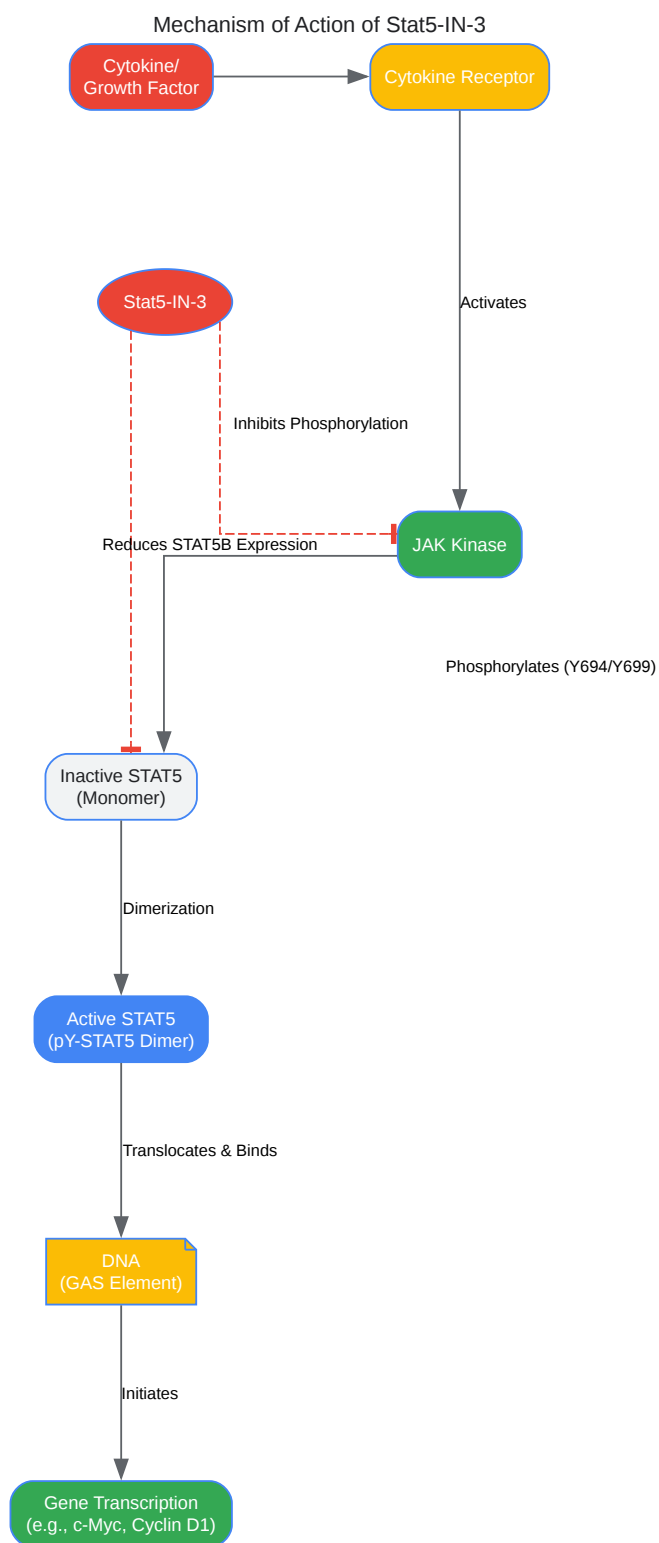 Mechanism of Action of Stat5-IN-3
Cytokine/
Growth Factor
Cytokine Receptor
Stat5-IN-3
Activates
Inhibits Phosphorylation
Reduces STAT5B Expression
JAK Kinase
Phosphorylates (Y694/Y699)
Inactive STAT5
(Monomer)
Dimerization
Active STAT5
(pY-STAT5 Dimer)
Translocates & Binds
DNA
(GAS Element)
Initiates
Gene Transcription
(e.g., c-Myc, Cyclin D1)